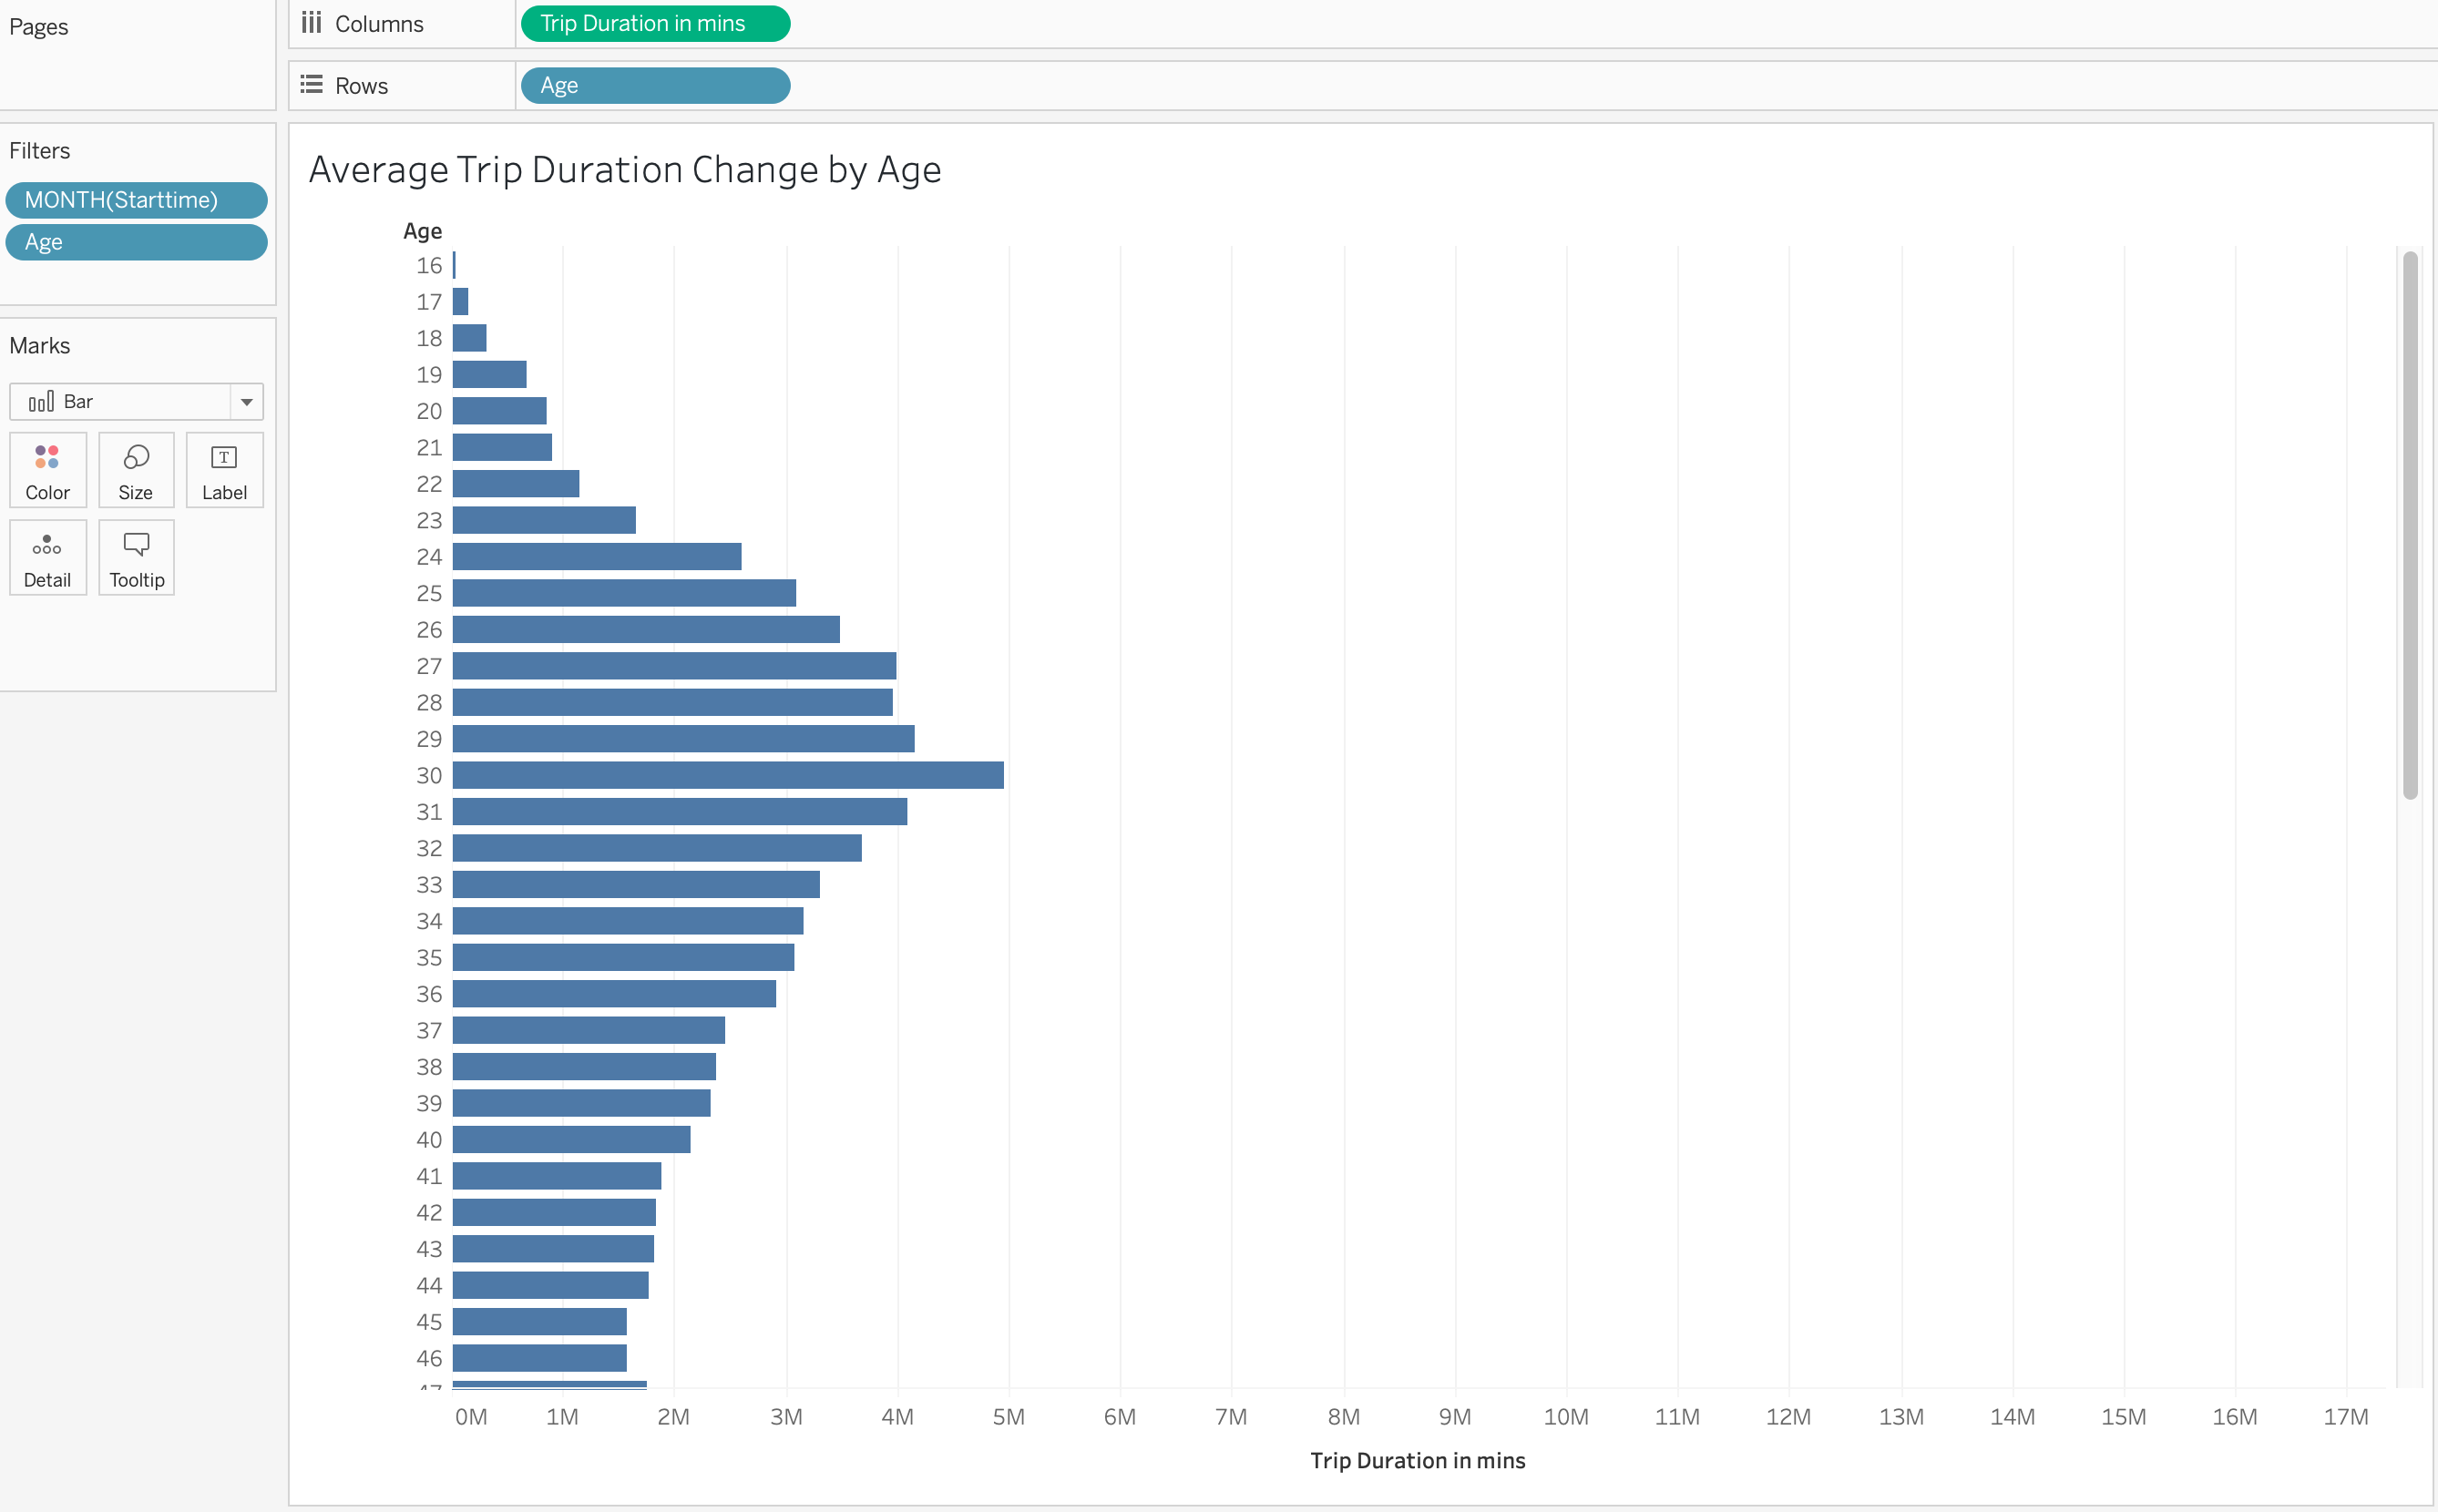 Pages
Columns
Trip Duration in mins
Rows
Age
Filters
MONTH(Starttime)
Age
Marks
Bar
Color
Size
T
Label
Detail
Tooltip
Average Trip Duration Change by Age
Age
16
17
18
19
20
21
22
23
24
25
26
27
28
29
30
31
32
33
34
35
36
37
38
39
40
41
42
43
44
45
46
47
0M 1M 2M 3M 4M 5M 6M 7M 8M 9M 10M 11M 12M 13M 14M 15M 16M 17M
Trip Duration in mins